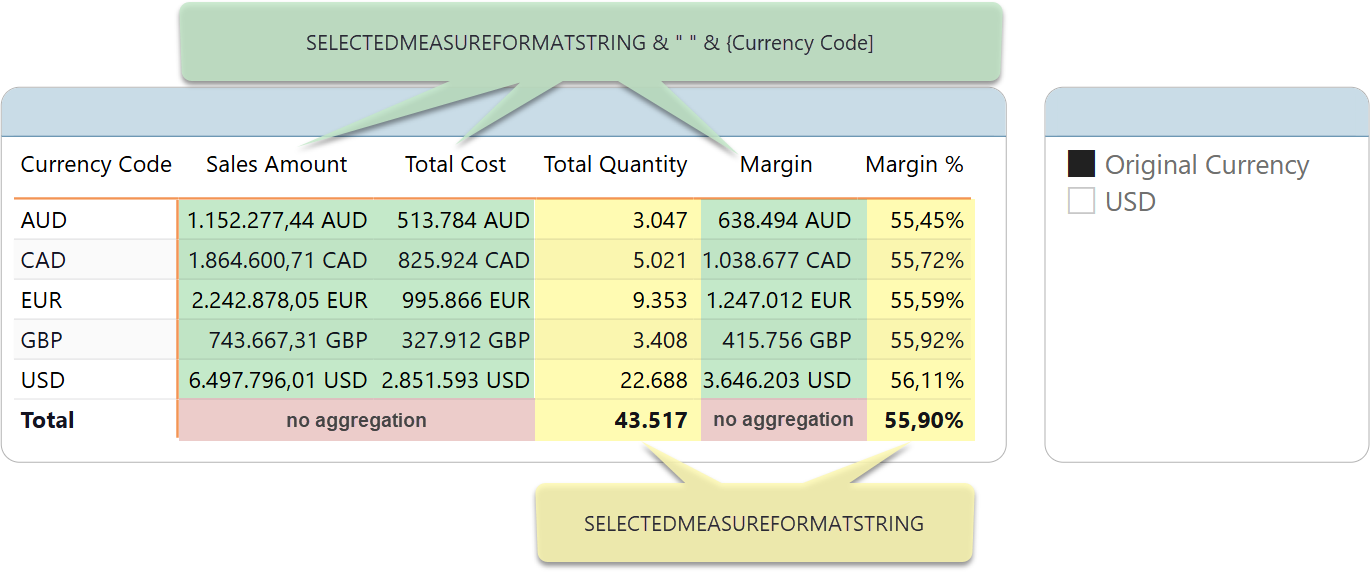 SELECTEDMEASUREFORMATSTRING & " " & {Currency Code]
Currency Code Sales Amount Total Cost Total Quantity Margin Margin %
AUD 1.152.277,44 AUD 513.784 AUD 3.047 638.494 AUD 55,45%
CAD 1.864.600,71 CAD 825.924 CAD 5.021 1.038.677 CAD 55,72%
EUR 2.242.878,05 EUR 995.866 EUR 9.353 1.247.012 EUR 55,59%
GBP 743.667,31 GBP 327.912 GBP 3.408 415.756 GBP 55,92%
USD 6.497.796,01 USD 2.851.593 USD 22.688 3.646.203 USD 56,11%
Total no aggregation 43.517 no aggregation 55,90%
Original Currency
USD
SELECTEDMEASUREFORMATSTRING